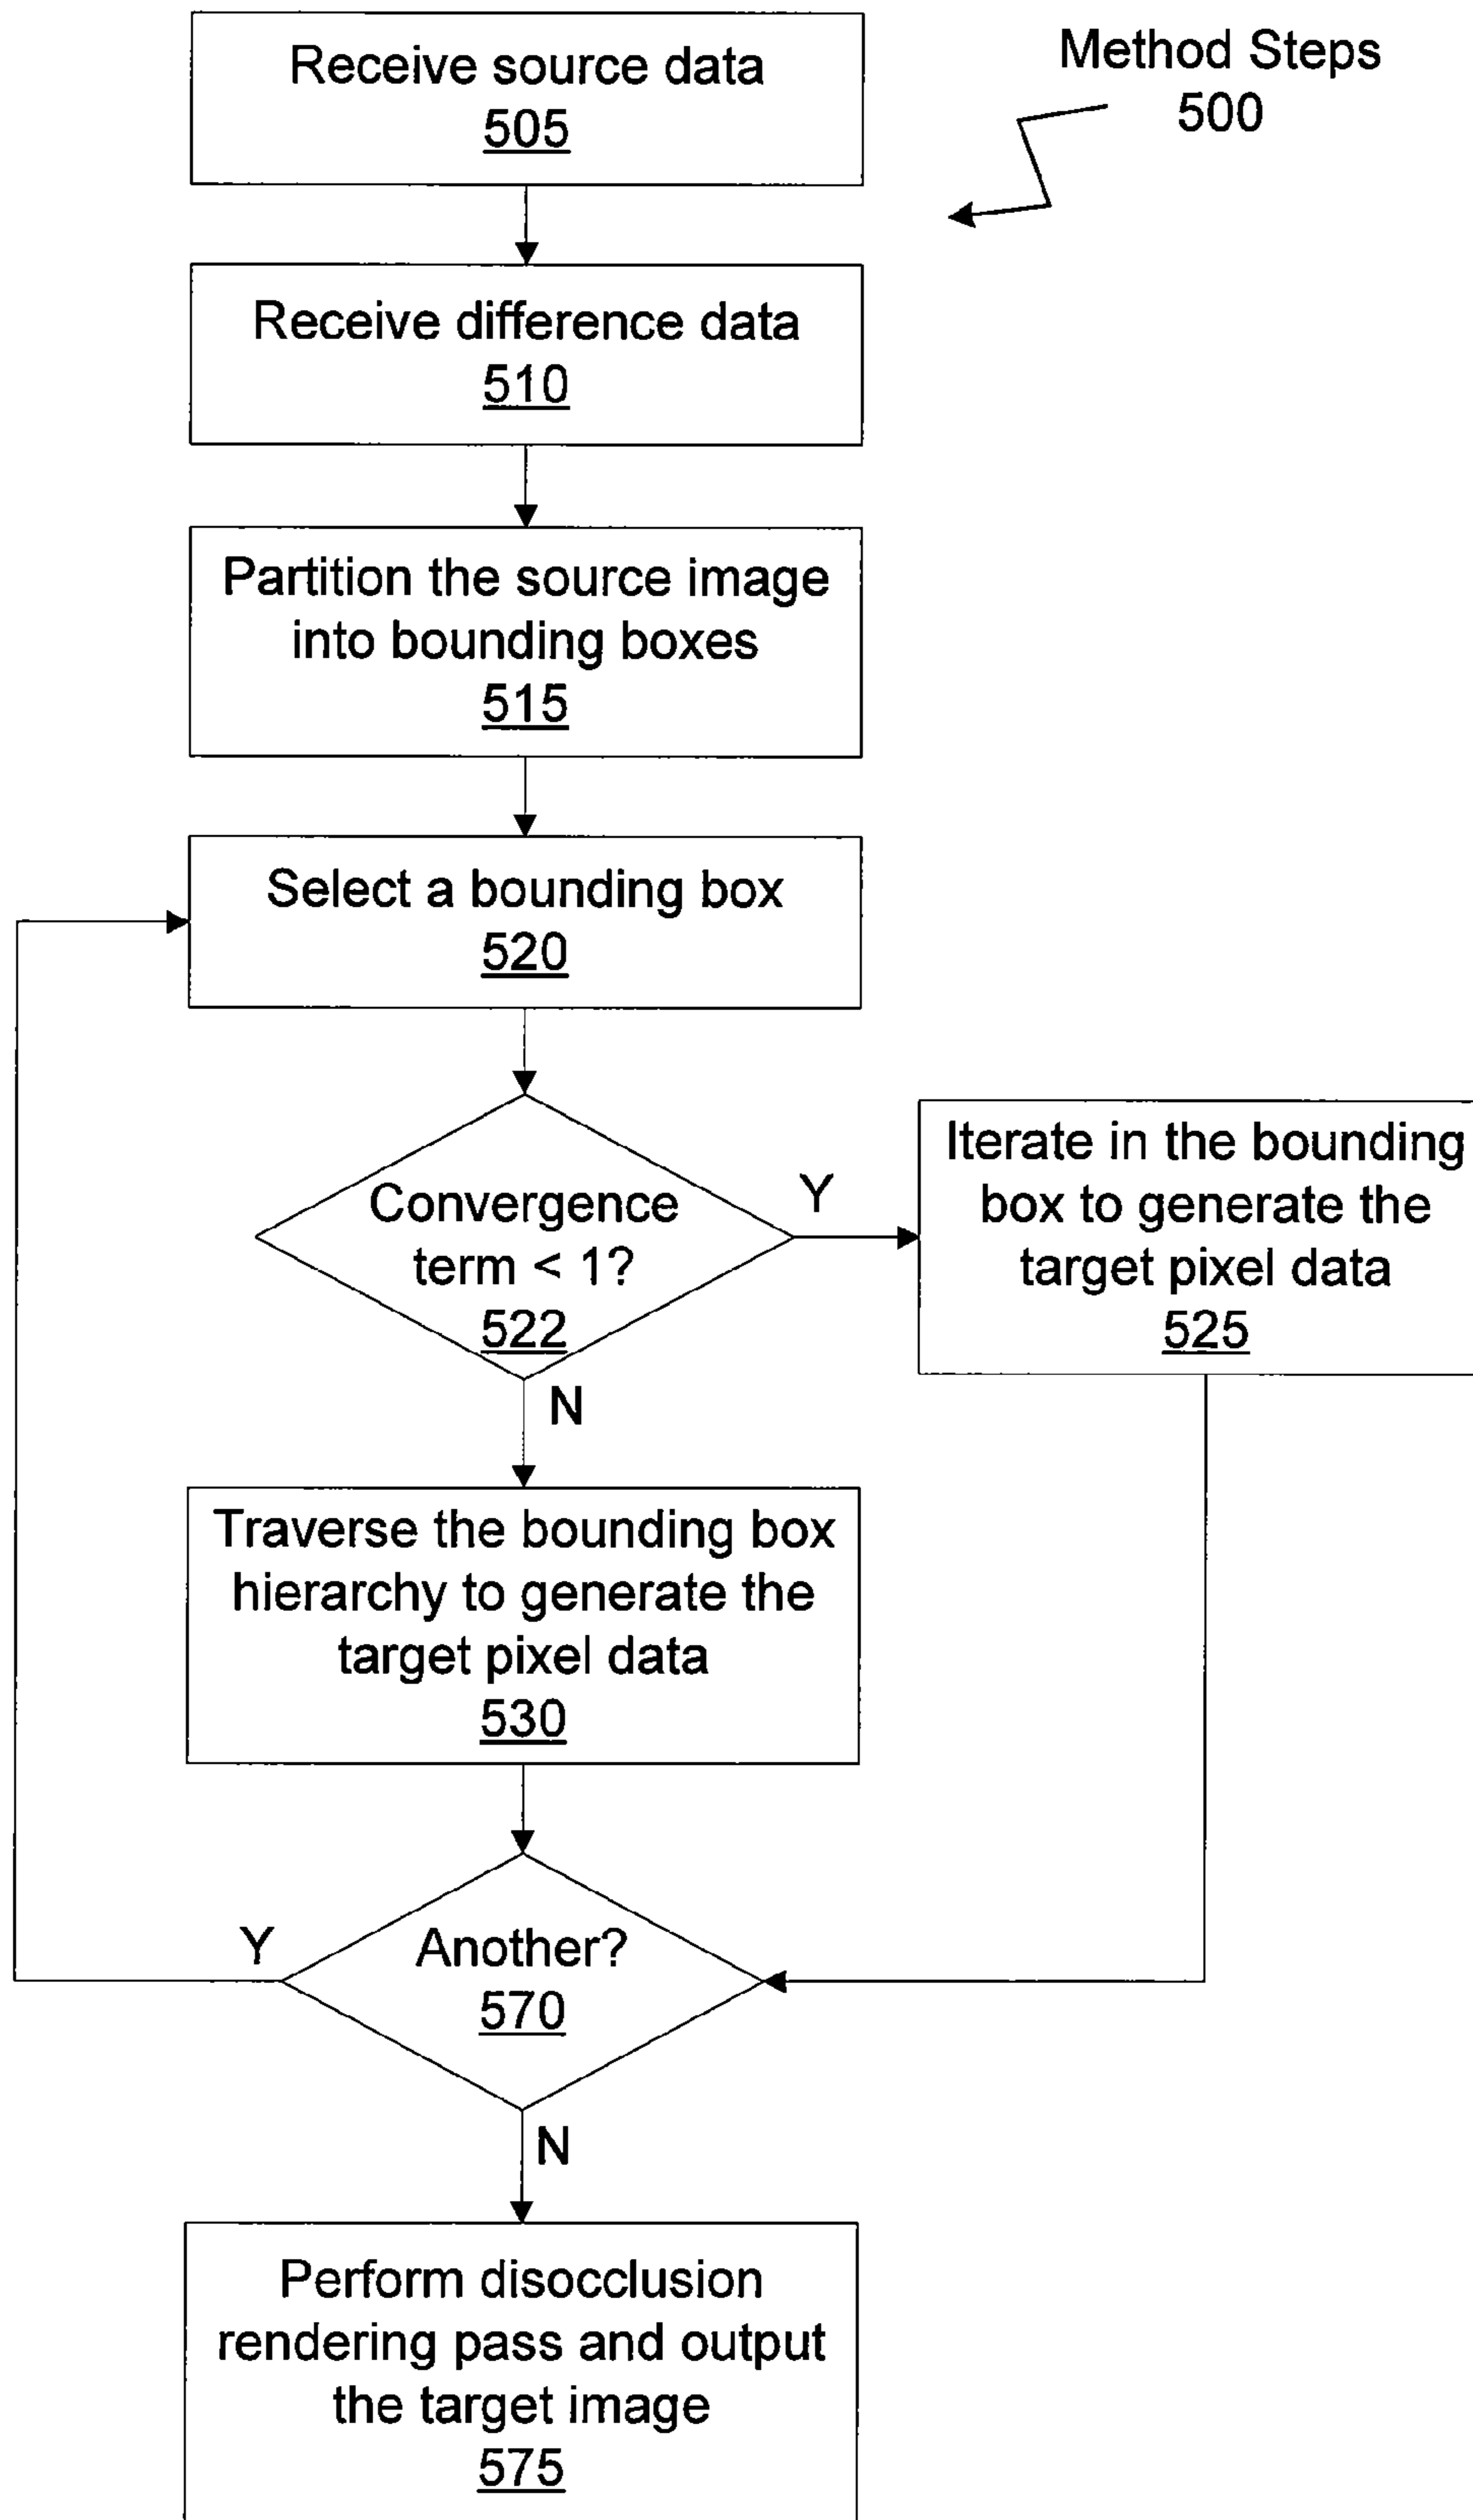 Receive source data
505
Method Steps
500
Receive difference data
510
Partition the source image
into bounding boxes
515
Select a bounding box
520
Convergence
term < 1?
522
Y
Iterate in the bounding
box to generate the
target pixel data
525
N
Traverse the bounding box
hierarchy to generate the
target pixel data
530
Y
Another?
570
N
Perform disocclusion
rendering pass and output
the target image
575